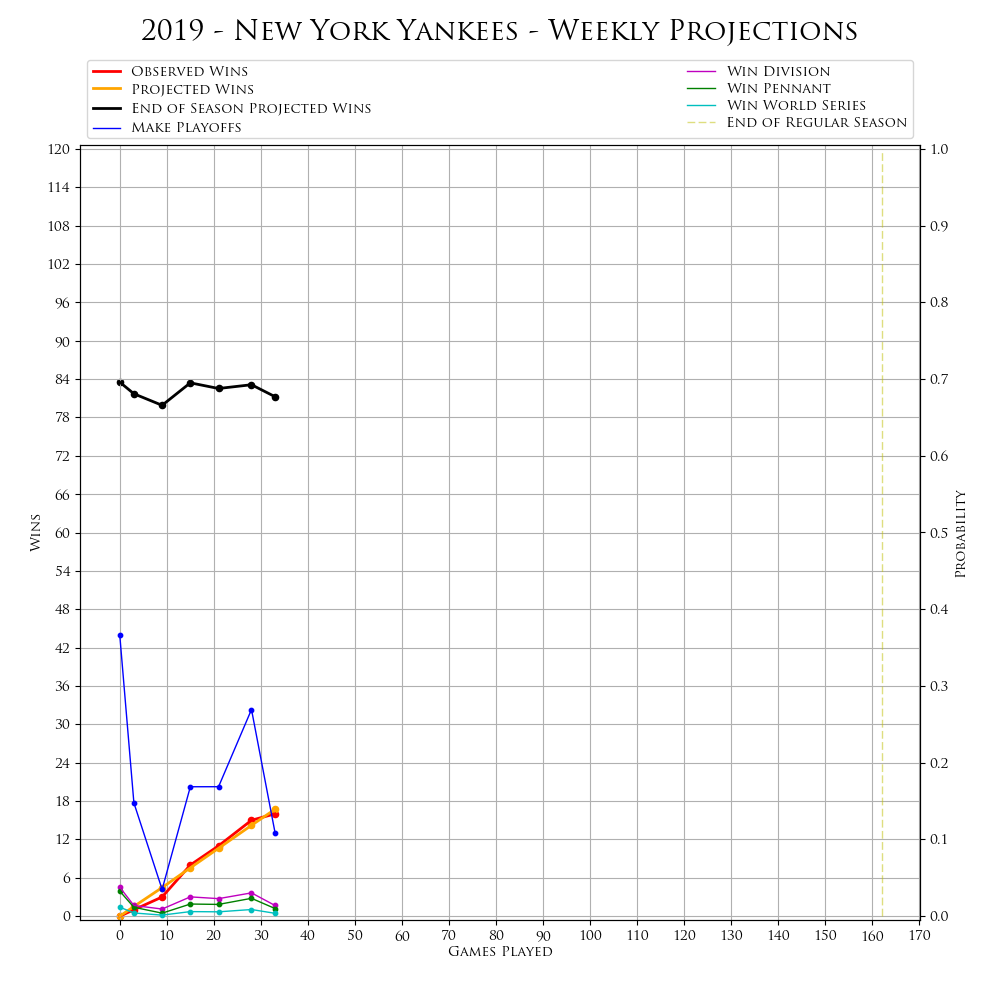 2019 - New York Yankees - Weekly Projections
Observed Wins
Projected Wins
End of Season Projected Wins
Make Playoffs
Win Division
Win Pennant
Win World Series
End of Regular Season
120
114
108
102
96
90
84
78
72
66
60
54
48
42
36
30
24
18
12
6
0
Wins
1.0
0.9
0.8
0.7
0.6
0.5
0.4
0.3
0.2
0.1
0.0
Probability
0 10 20 30 40 50 60 70 80 90 100 110 120 130 140 150 160 170
Games Played